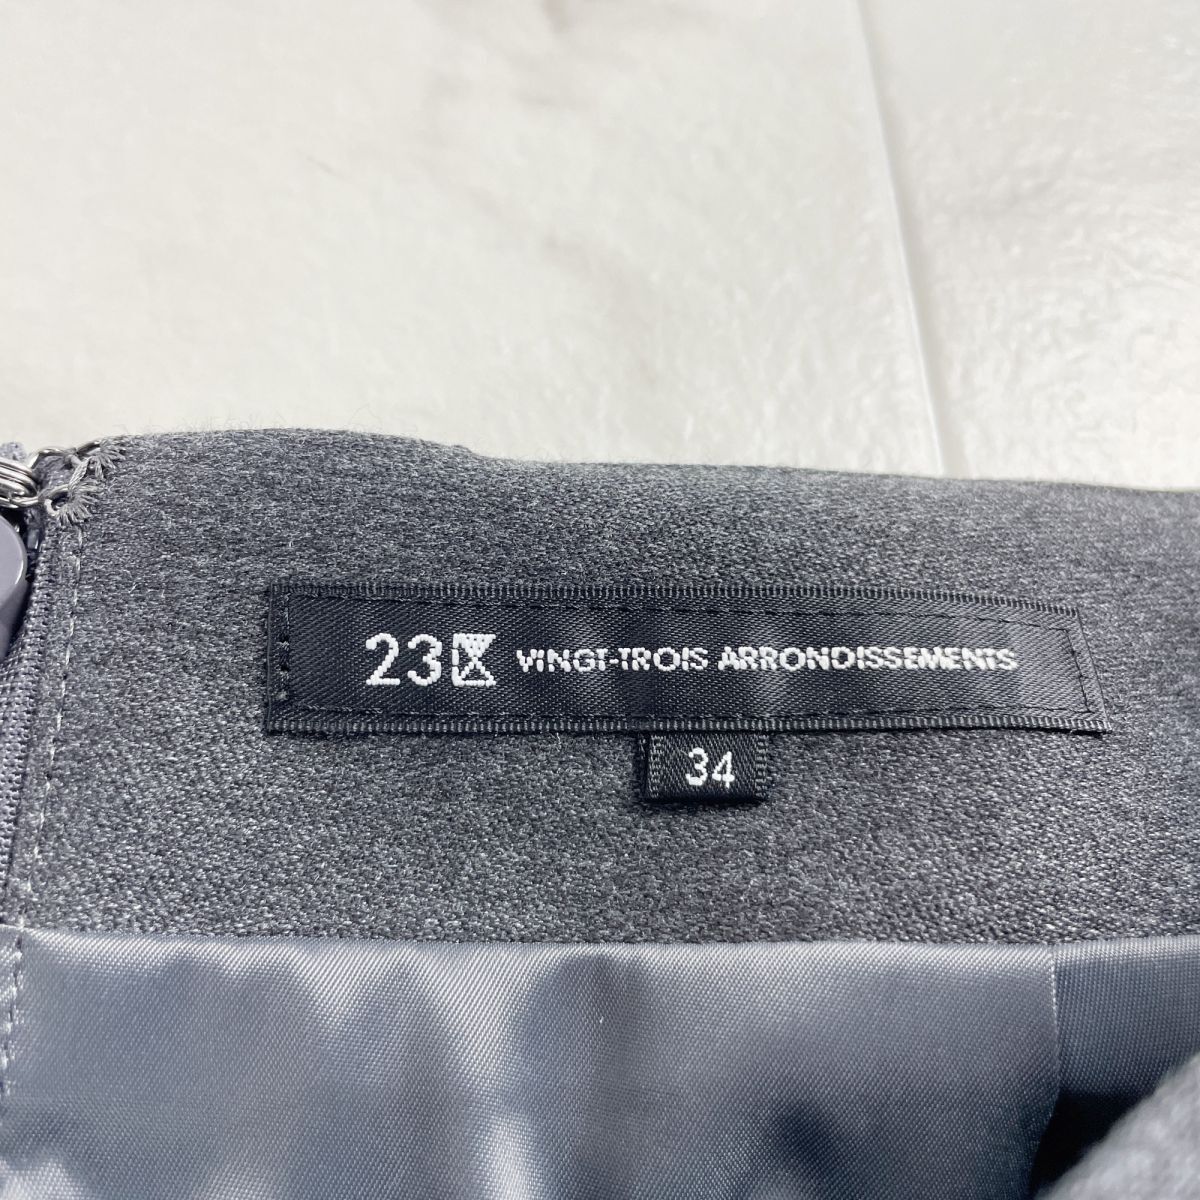 23区 VINGT-TROIS ARRONDISSEMENTS
34